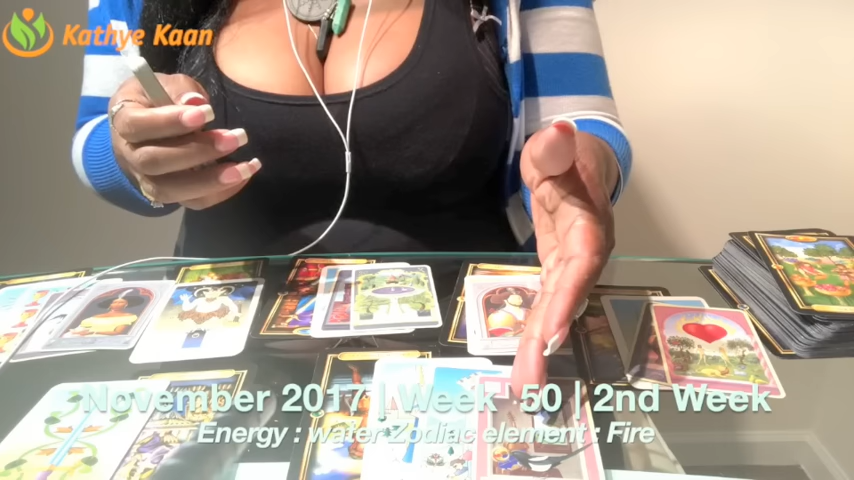 Kathye Kaan
November 2017 | Week 50 | 2nd Week
Energy : water Zodiac element : Fire